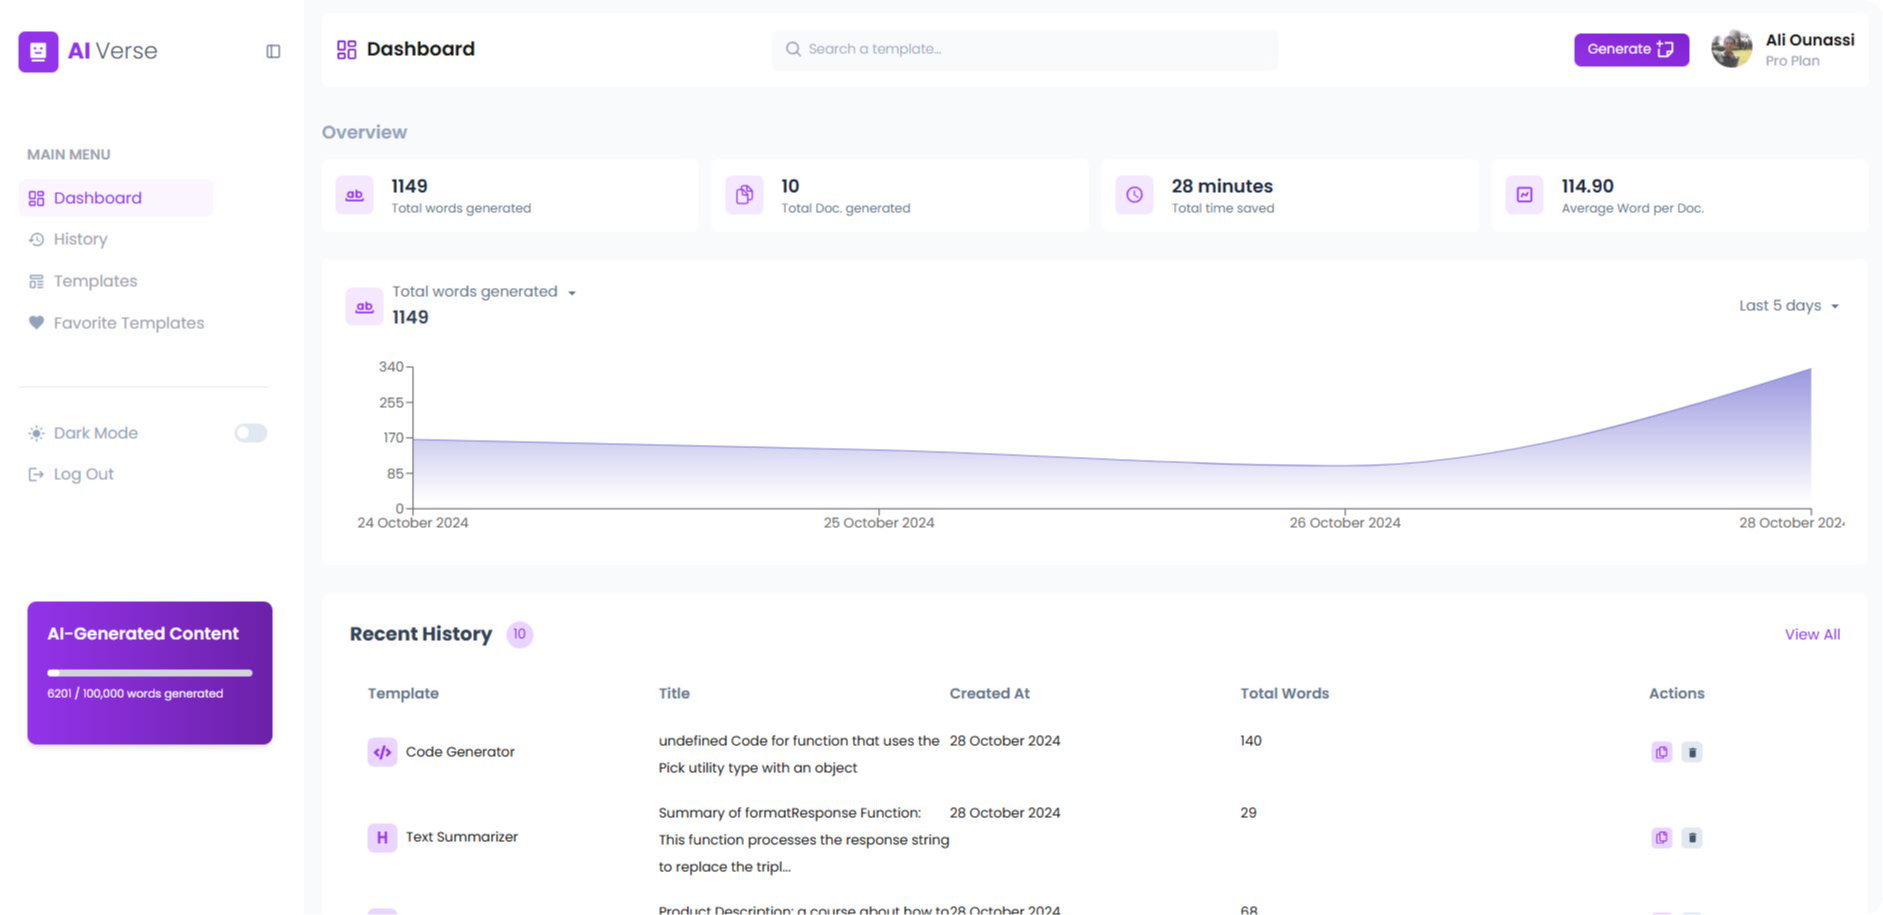 AI Verse
Dashboard
Search a template...
Generate
Ali Ounassi
Pro Plan
MAIN MENU
Dashboard
History
Templates
Favorite Templates
Dark Mode
Log Out
AI-Generated Content
6201 / 100,000 words generated
Overview
ab
1149
Total words generated
10
Total Doc. generated
28 minutes
Total time saved
114.90
Average Word per Doc.
ab
Total words generated
1149
Last 5 days
340
255
170
85
0
24 October 2024
25 October 2024
26 October 2024
28 October 202
Recent History 10
View All
Template Title Created At Total Words Actions
Code Generator
undefined Code for function that uses the
Pick utility type with an object
28 October 2024
140
H
Text Summarizer
Summary of formatResponse Function:
This function processes the response string
to replace the tripl...
28 October 2024
29
Product Description: a course about how to
28 October 2024
68